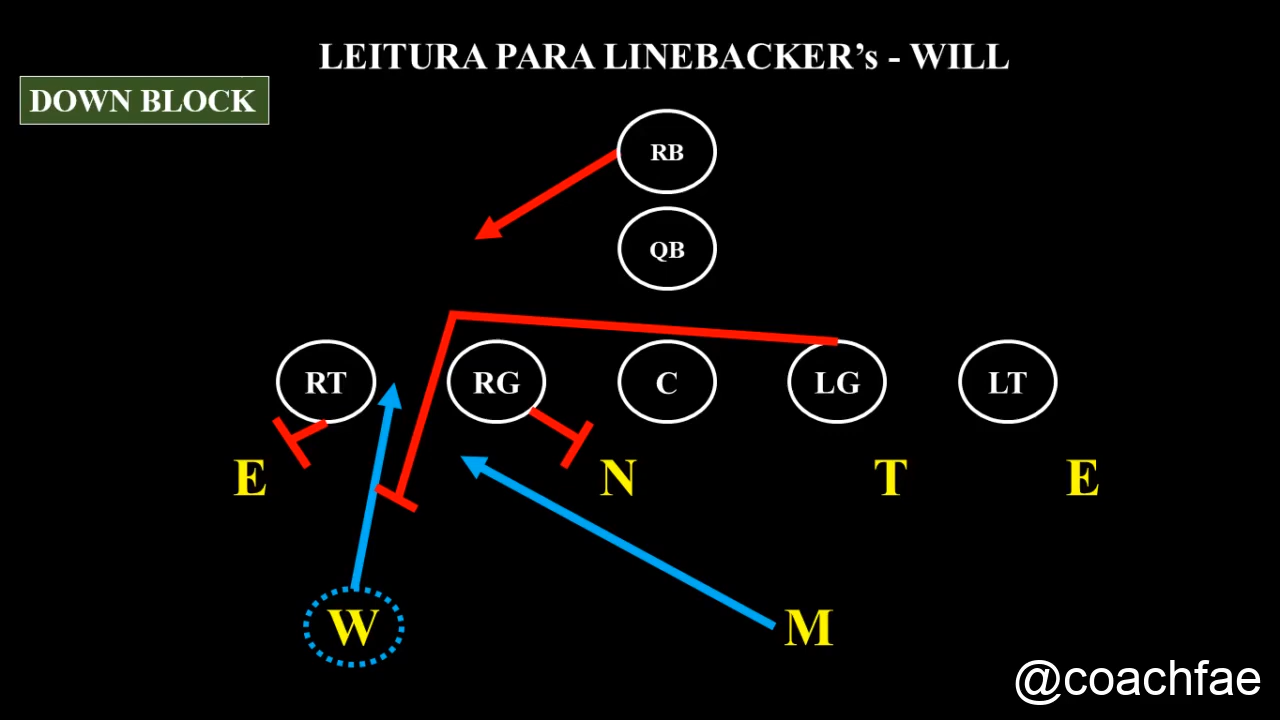 LEITURA PARA LINEBACKER’s - WILL
DOWN BLOCK
RB
QB
RT RG C LG LT
E N T E
W M
@coachfae